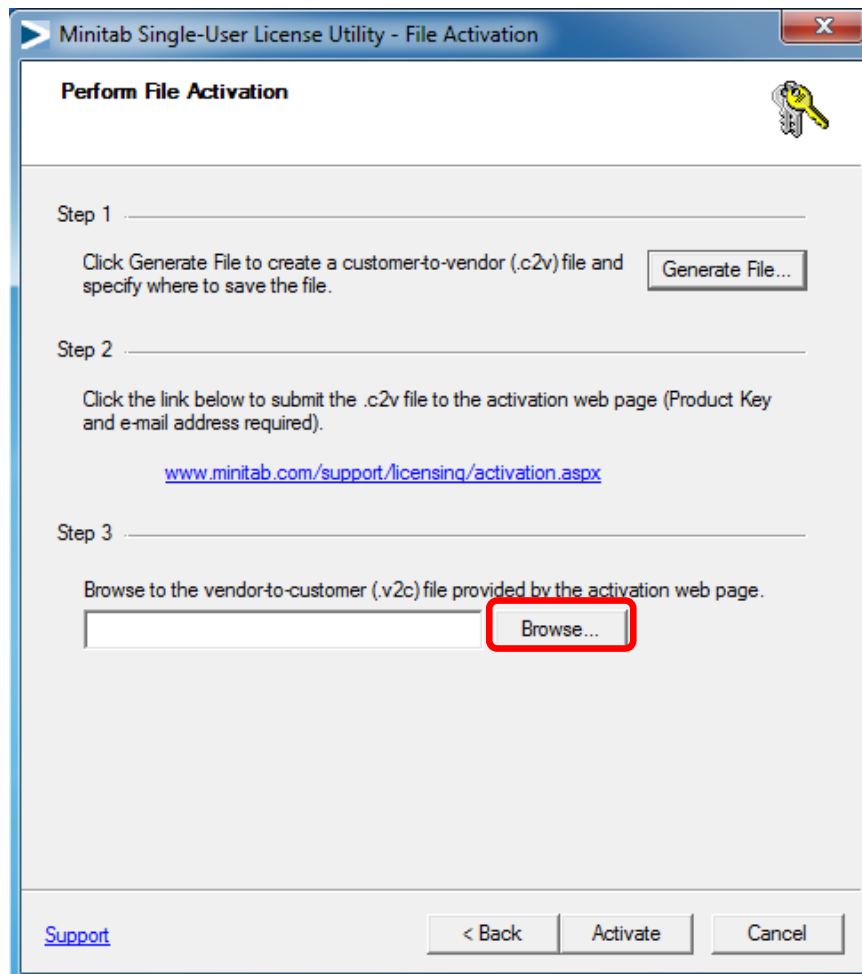 Minitab Single-User License Utility - File Activation
Perform File Activation
Step 1
Click Generate File to create a customer-to-vendor (.c2v) file and
specify where to save the file.
Generate File...
Step 2
Click the link below to submit the .c2v file to the activation web page (Product Key
and e-mail address required).
www.minitab.com/support/licensing/activation.aspx
Step 3
Browse to the vendor-to-customer (.v2c) file provided by the activation web page.
Browse...
Support
< Back
Activate
Cancel